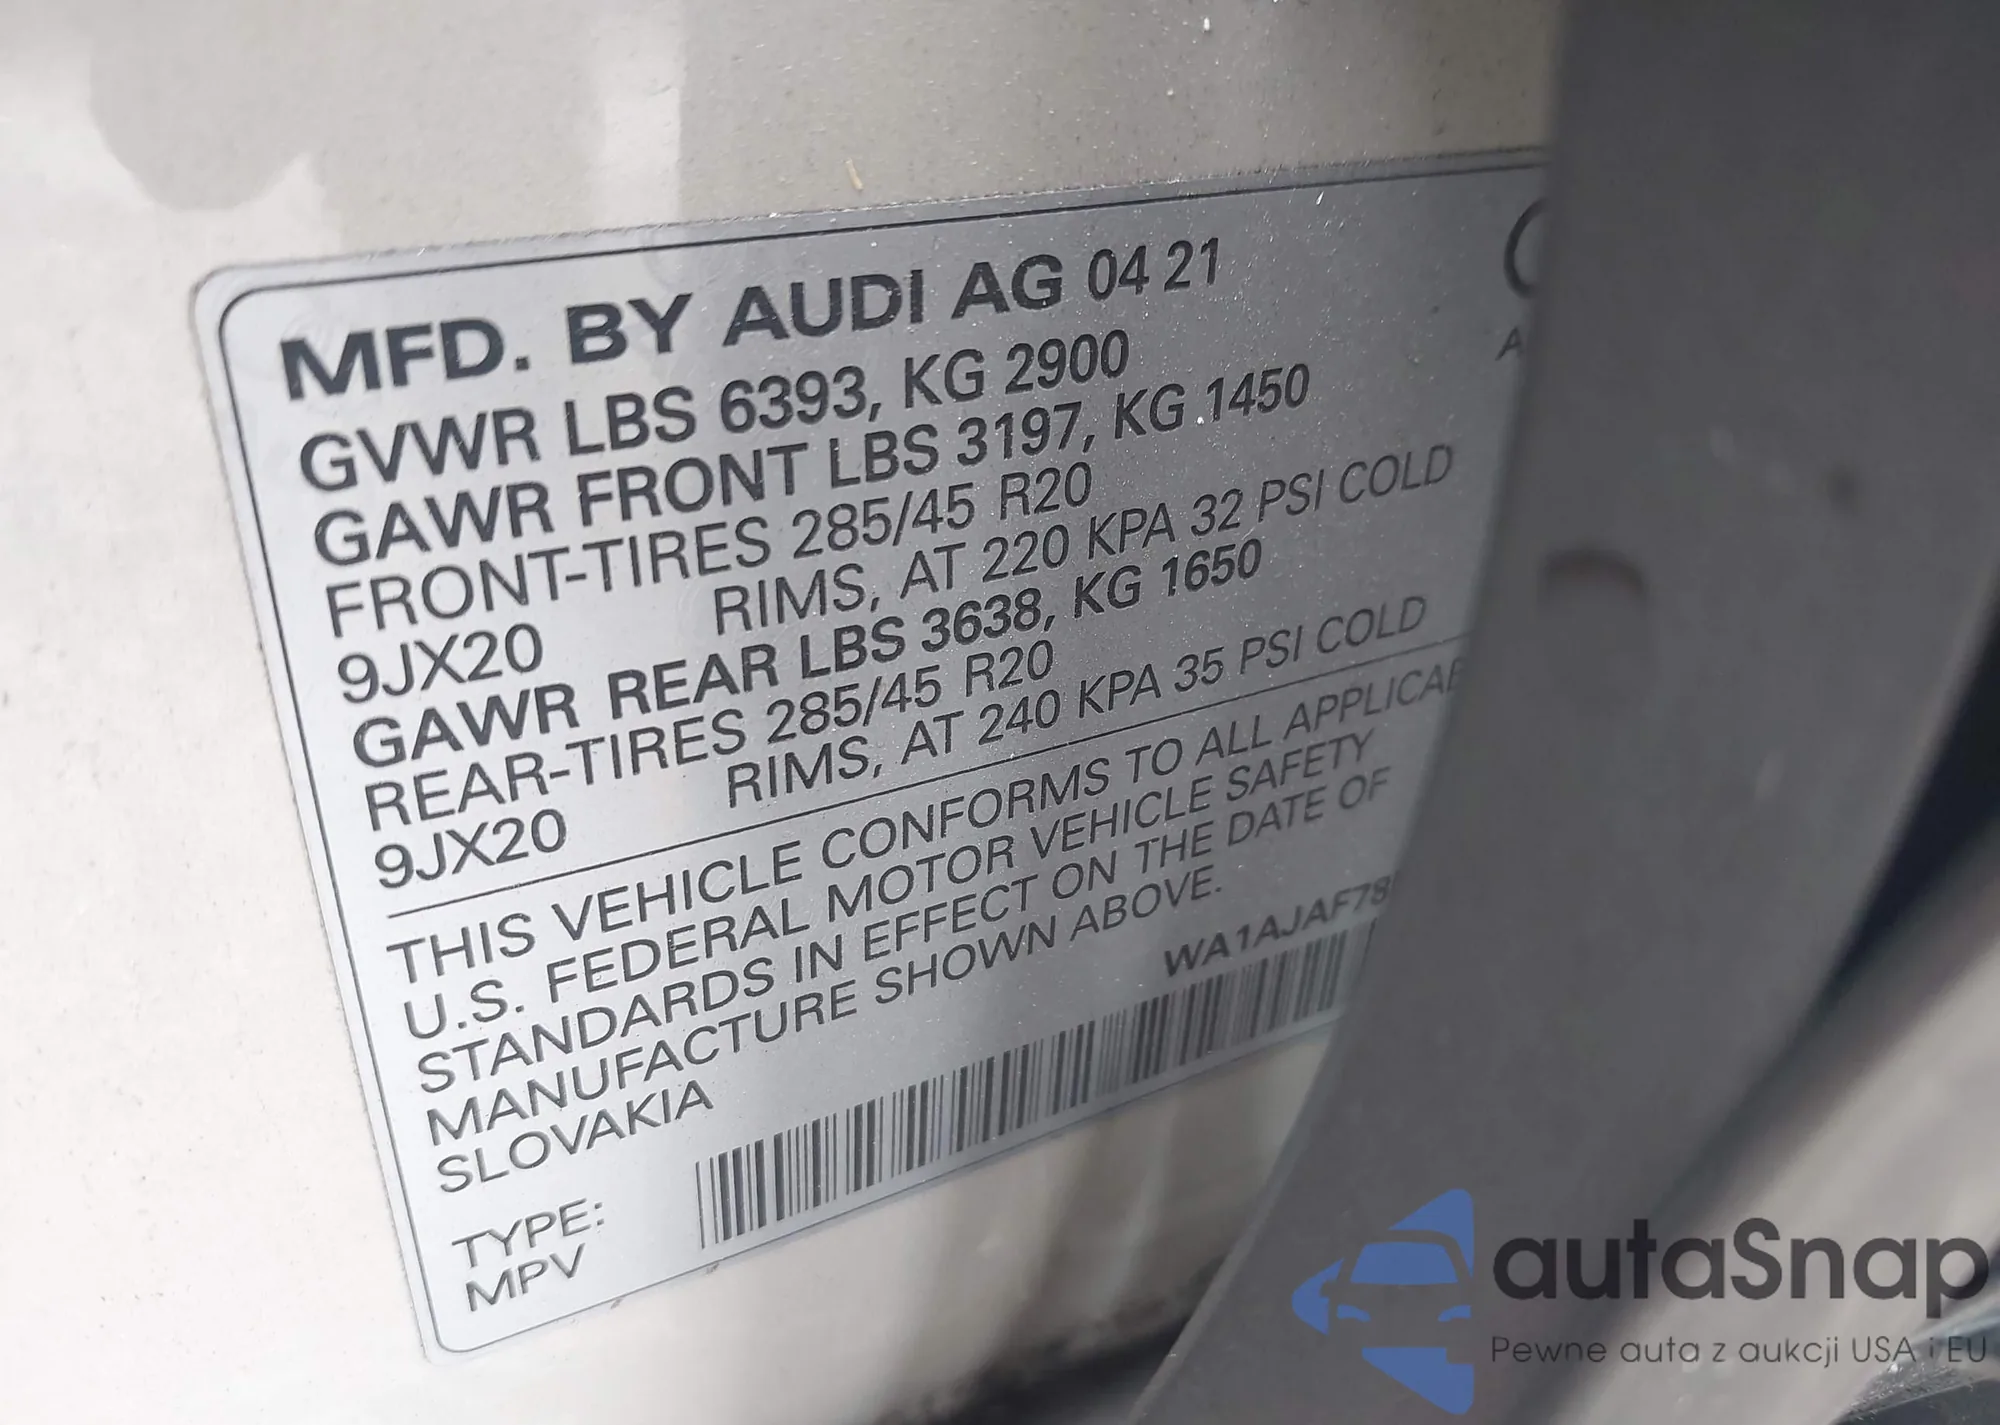 MFD. BY AUDI AG 04 21
GVWR LBS 6393, KG 2900
GAWR FRONT LBS 3197, KG 1450
FRONT-TIRES 285/45 R20
9JX20 RIMS, AT 220 KPA 32 PSI COLD
GAWR REAR LBS 3638, KG 1650
REAR-TIRES 285/45 R20
9JX20 RIMS, AT 240 KPA 35 PSI COLD
THIS VEHICLE CONFORMS TO ALL
U.S. FEDERAL MOTOR VEHICLE SAFETY
STANDARDS IN EFFECT ON THE DATE OF
MANUFACTURE SHOWN ABOVE.
WA1AJAF78
SLOVAKIA
TYPE:
MPV
autaSnap
Pewne auta z aukcji USA i EU